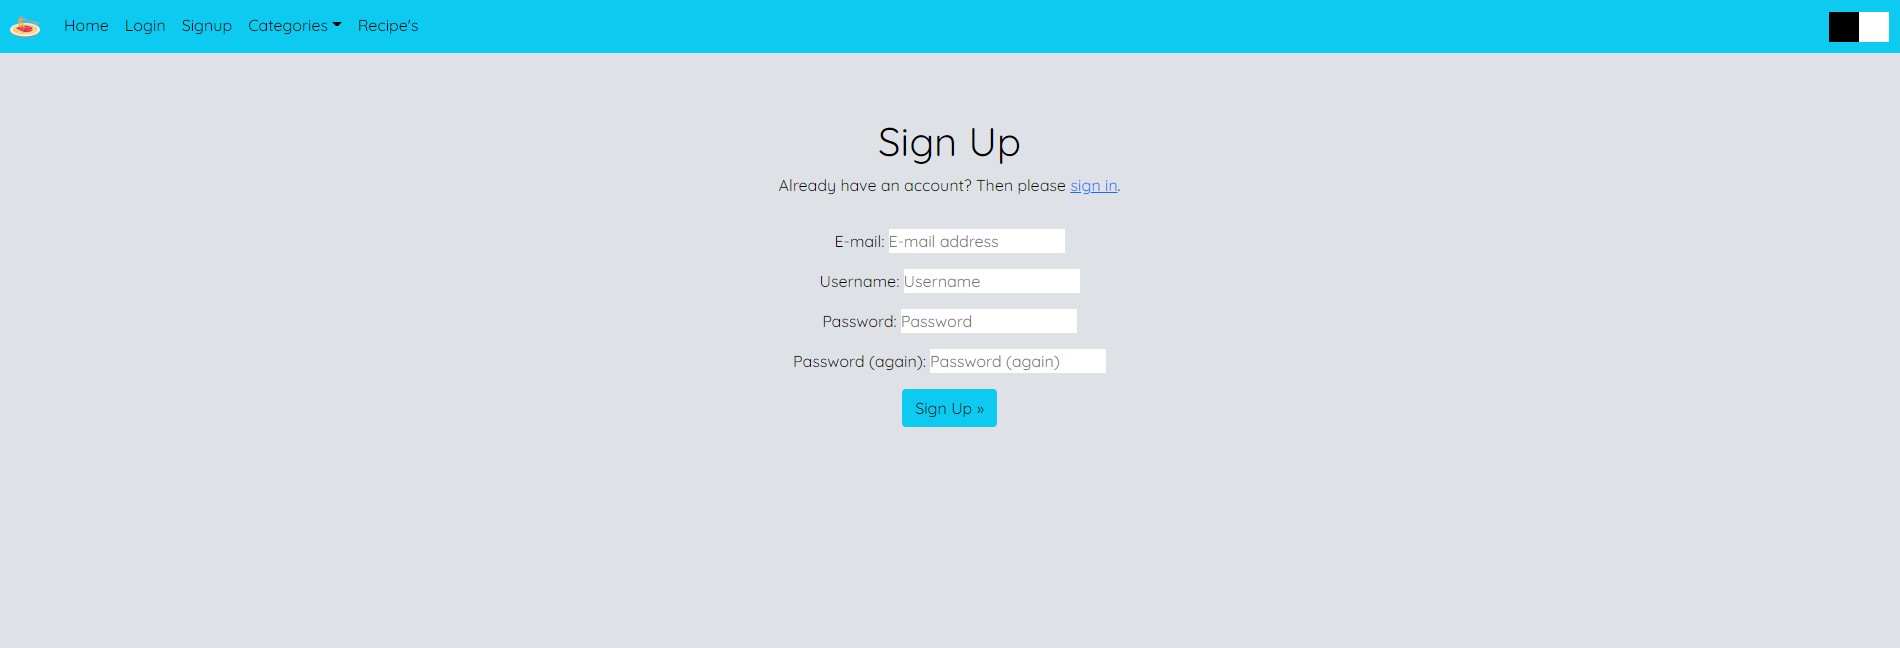 Home Login Signup Categories Recipe's
Sign Up
Already have an account? Then please sign in.
E-mail: E-mail address
Username: Username
Password: Password
Password (again): Password (again)
Sign Up »